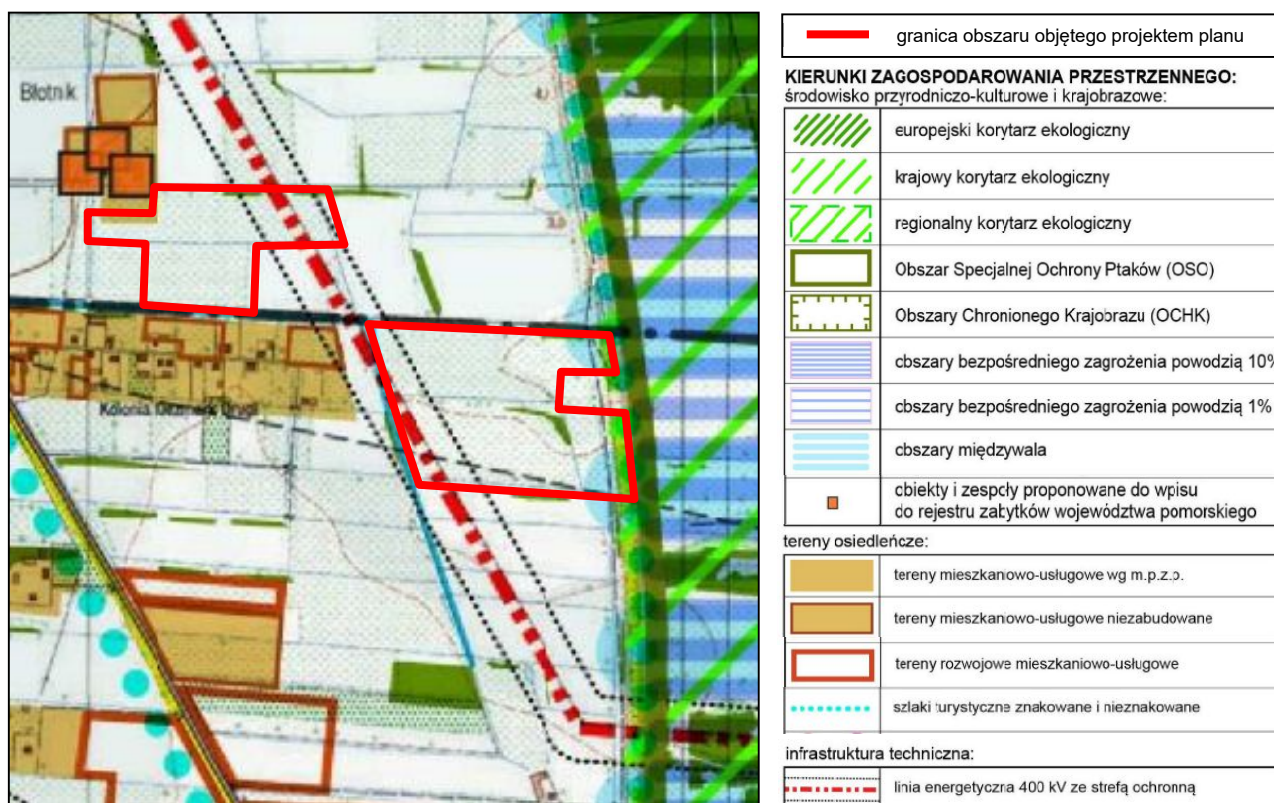 Błotnik
granica obszaru objętego projektem planu
KIERUNKI ZAGOSPODAROWANIA PRZESTRZENNEGO:
środowisko przyrodniczo-kulturowe i krajobrazowe:
europejski korytarz ekologiczny
krajowy korytarz ekologiczny
regionalny korytarz ekologiczny
Obszar Specjalnej Ochrony Ptaków (OSO)
Obszary Chronionego Krajobrazu (OCHK)
obszary bezpośredniego zagrożenia powodzią 10%
obszary bezpośredniego zagrożenia powodzią 1%
obszary międzywala
obiekty i zespoły proponowane do wpisu
do rejestru zabytków województwa pomorskiego
tereny osiedleńcze:
tereny mieszkanowo-usługowe wg m.p.z.p.
tereny mieszkanowo-usługowe niezabudowane
tereny rozwojowe mieszkaniowo-usługowe
szlaki turystyczne znakowane i nieznakowane
infrastruktura techniczna:
linia energetyczna 400 kV ze strefą ochronną
Kolonia